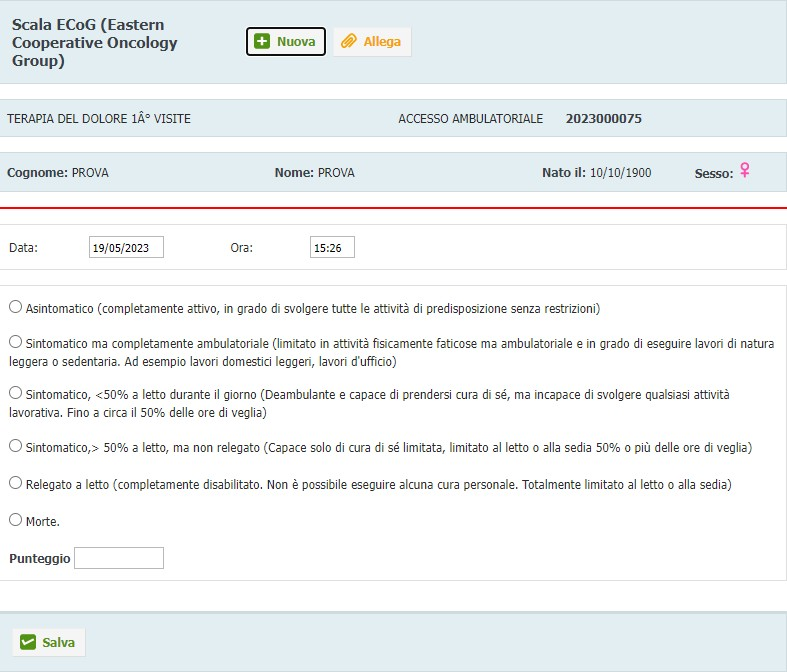 Scala ECoG (Eastern
Cooperative Oncology
Group)
Nuova
Allega
TERAPIA DEL DOLORE 1Â° VISITE ACCESSO AMBULATORIALE 2023000075
Cognome: PROVA Nome: PROVA Nato il: 10/10/1900 Sesso:
Data: 19/05/2023 Ora: 15:26
Asintomatico (completamente attivo, in grado di svolgere tutte le attività di predisposizione senza restrizioni)
Sintomatico ma completamente ambulatoriale (limitato in attività fisicamente faticose ma ambulatoriale e in grado di eseguire lavori di natura
leggera o sedentaria. Ad esempio lavori domestici leggeri, lavori d'ufficio)
Sintomatico, <50% a letto durante il giorno (Deambulante e capace di prendersi cura di sé, ma incapace di svolgere qualsiasi attività
lavorativa. Fino a circa il 50% delle ore di veglia)
Sintomatico,> 50% a letto, ma non relegato (Capace solo di cura di sé limitata, limitato al letto o alla sedia 50% o più delle ore di veglia)
Relegato a letto (completamente disabilitato. Non è possibile eseguire alcuna cura personale. Totalmente limitato al letto o alla sedia)
Morte.
Punteggio
Salva